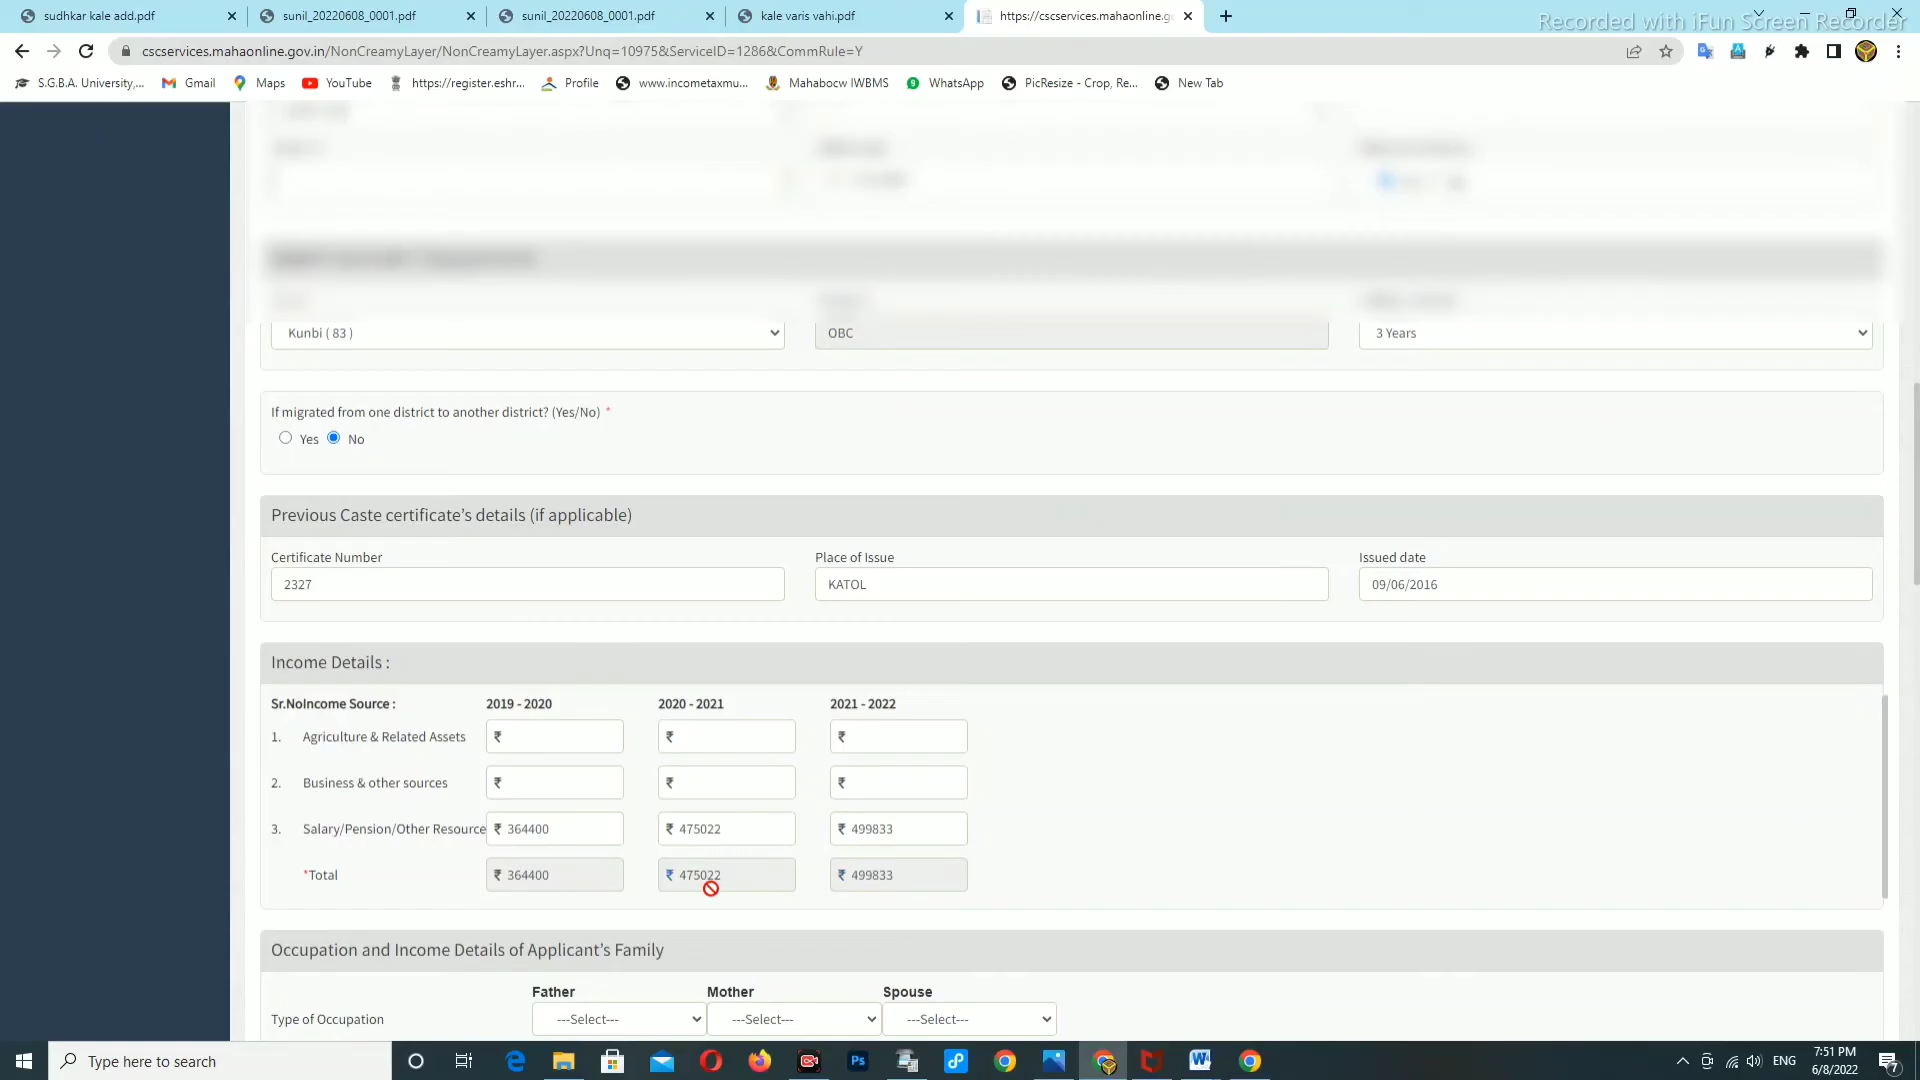 sudhkar kale add.pdf
sunil_20220608_0001.pdf
sunil_20220608_0001.pdf
kale varis vahi.pdf
https://cscservices.mahaonline.g
Recorded with iFun Screen Recorder
cscservices.mahaonline.gov.in/NonCreamyLayer/NonCreamyLayer.aspx?Unq=10975&ServiceID=1286&CommRule=Y
S.G.B.A. University,... Gmail Maps YouTube https://register.eshr... Profile www.incometaxmu... Mahabocw IWBMS WhatsApp PicResize - Crop, Re... New Tab
Kunbi ( 83 ) OBC 3 Years
If migrated from one district to another district? (Yes/No) *
Yes No
Previous Caste certificate's details (if applicable)
Certificate Number Place of Issue Issued date
2327 KATOL 09/06/2016
Income Details :
Sr.No Income Source : 2019 - 2020 2020 - 2021 2021 - 2022
1. Agriculture & Related Assets ₹ ₹ ₹
2. Business & other sources ₹ ₹ ₹
3. Salary/Pension/Other Resource ₹ 364400 ₹ 475022 ₹ 499833
*Total ₹ 364400 ₹ 475022 ₹ 499833
Occupation and Income Details of Applicant's Family
Father Mother Spouse
Type of Occupation ---Select--- ---Select--- ---Select---
Type here to search
ENG
7:51 PM
6/8/2022
7